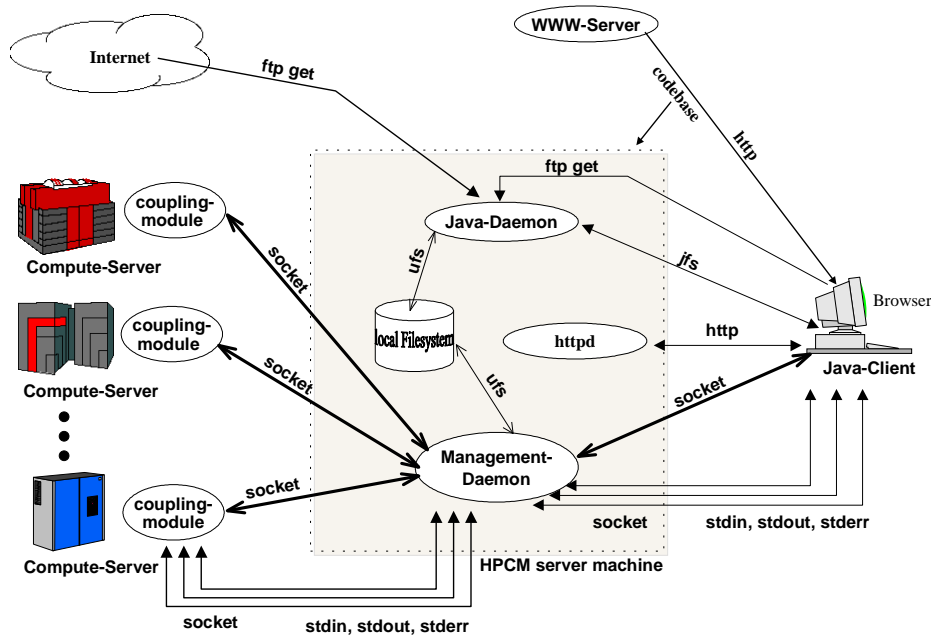 WWW-Server
Internet
ftp get
codebase
http
ftp get
coupling-
module
Java-Daemon
Compute-Server
socket
ufs
jfs
Browser
local Filesystem
httpd
http
coupling-
module
Java-Client
Compute-Server
socket
ufs
socket
Management-
Daemon
coupling-
module
socket
socket
stdin, stdout, stderr
Compute-Server
HPCM server machine
socket
stdin, stdout, stderr